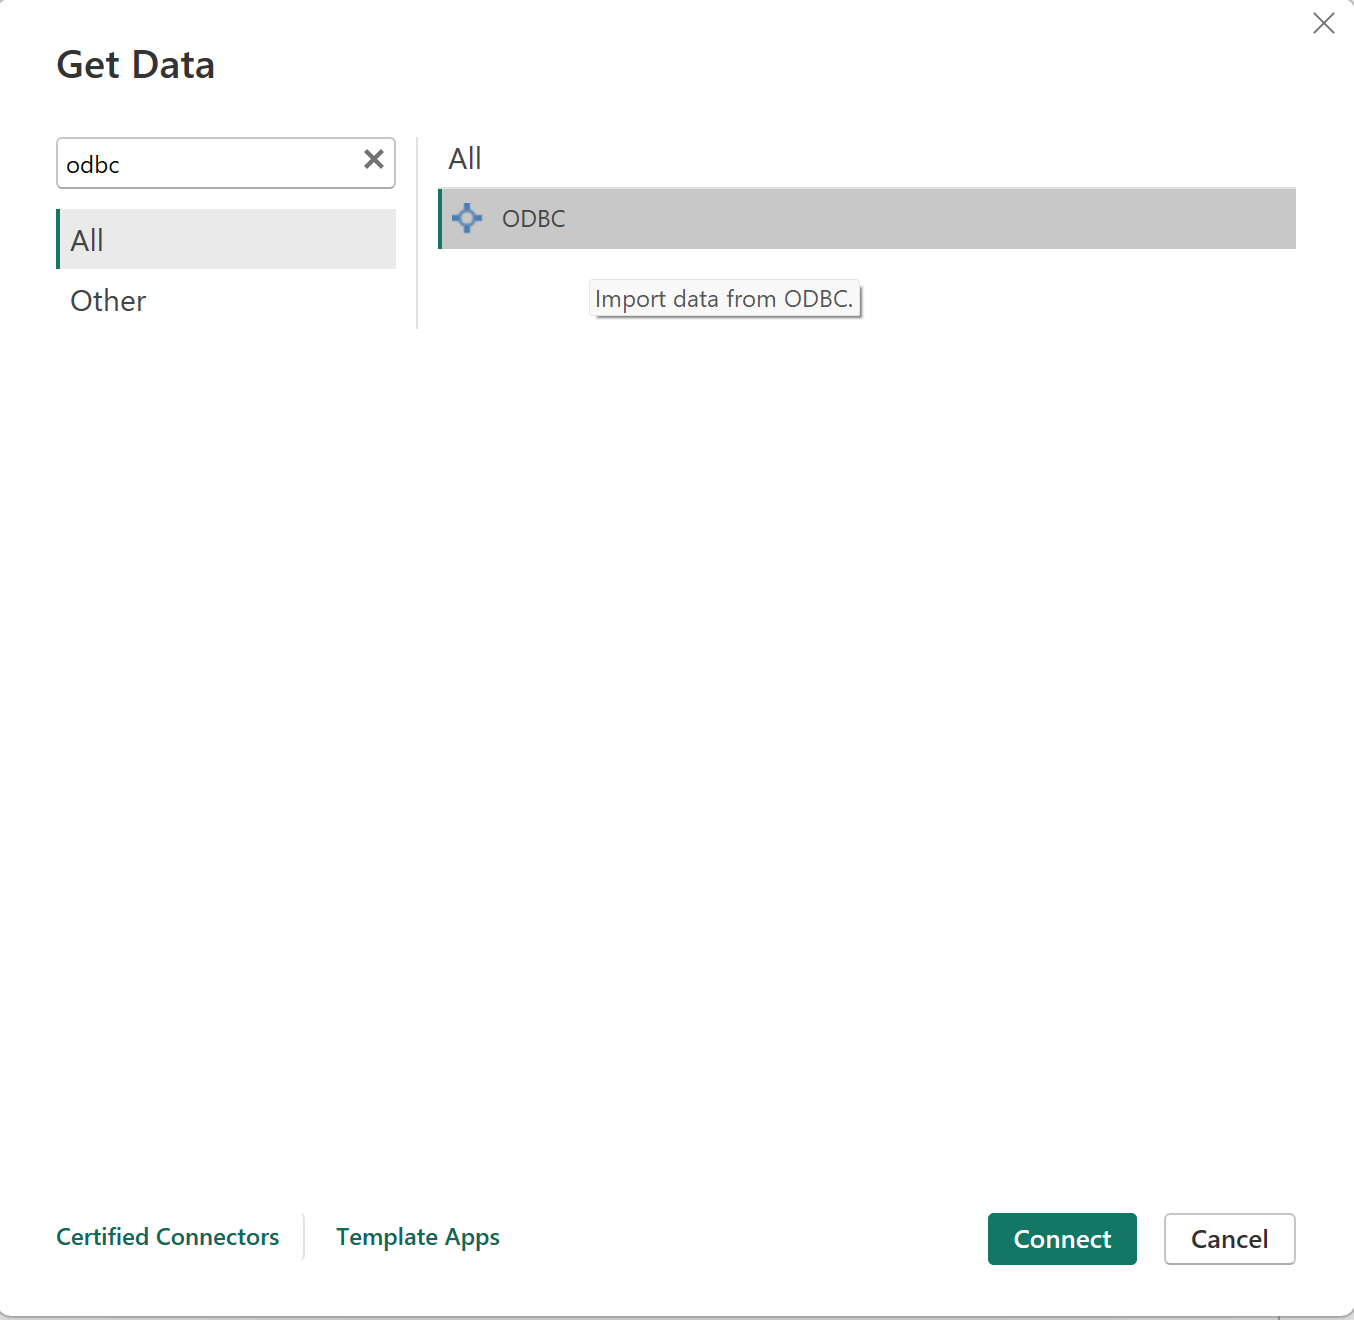 Get Data
odbc
All
Other
All
ODBC
Import data from ODBC.
Certified Connectors
Template Apps
Connect
Cancel